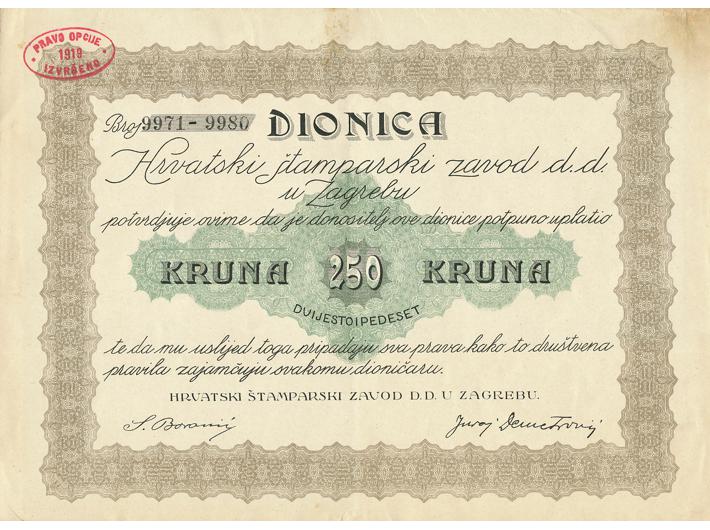 PRAVO OPCIJE
1919
IZVRŠENO
Broj 9971 - 9980 DIONICA
Hrvatski štamparski zavod d.d.
u Zagrebu
potvrdjuje ovime da je donositelj ove dionice potpuno uplatio
KRUNA 250 KRUNA
DVIJESTOIPEDESET
te da mu uslijed toga pripadaju sva prava kako to društvena
pravila zajamčuju svakomu dioničaru.
HRVATSKI ŠTAMPARSKI ZAVOD D.D. U ZAGREBU.
Juraj Demetrović